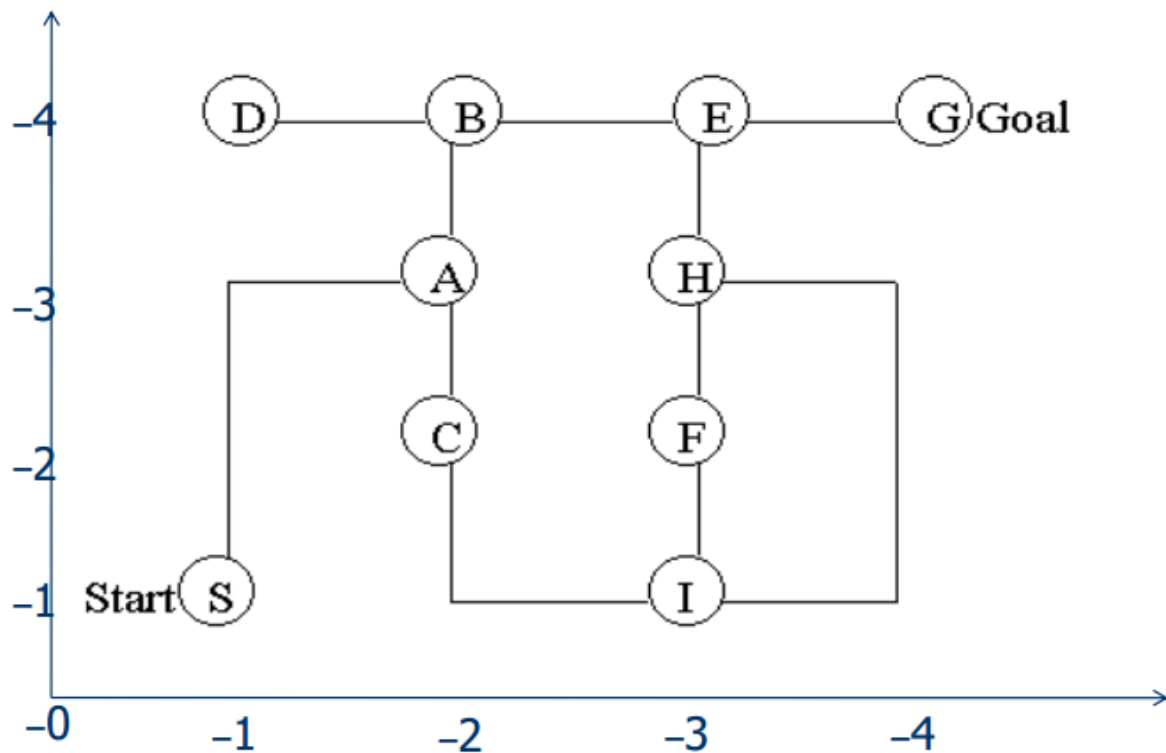 –4 D B E G Goal
–3 A H
–2 C F
–1 Start S I
–0 –1 –2 –3 –4